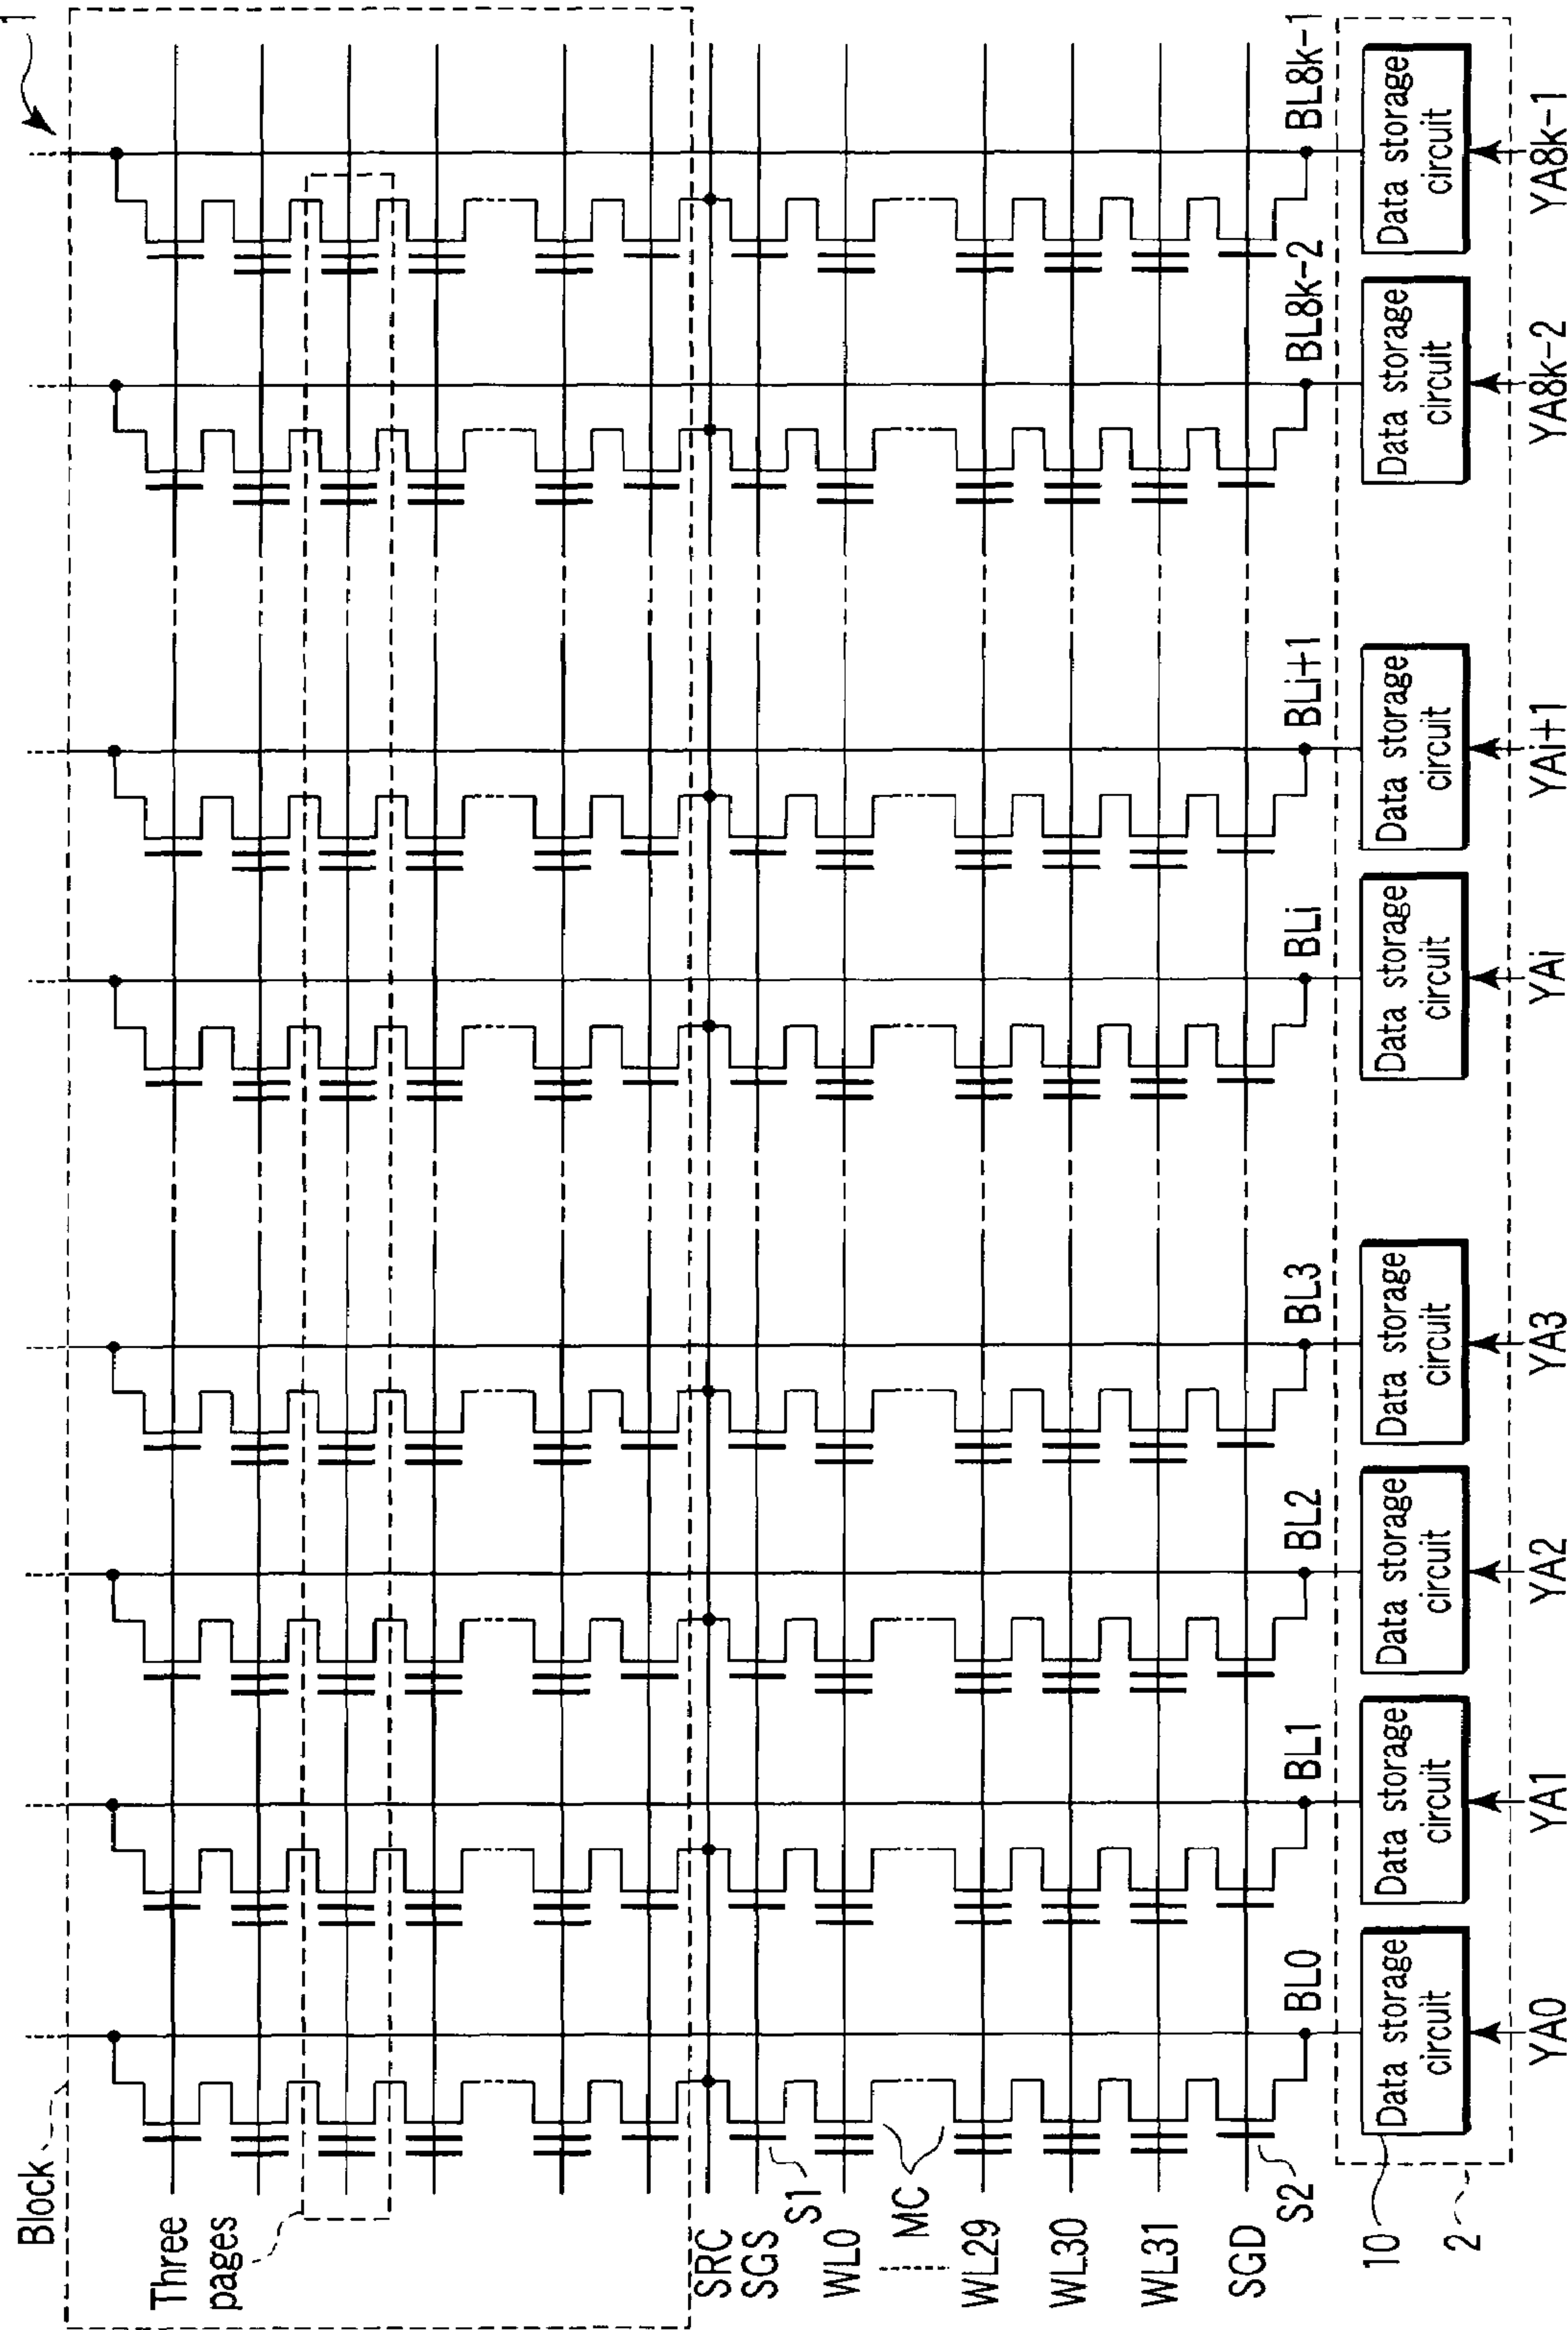 1
Block
Three
pages
SRC
SGS
S1
WL0
MC
WL29
WL30
WL31
SGD
S2
BL0
BL1
BL2
BL3
BLi
BLi+1
BL8k-2
BL8k-1
10
2
Data storage
circuit
Data storage
circuit
Data storage
circuit
Data storage
circuit
Data storage
circuit
Data storage
circuit
Data storage
circuit
Data storage
circuit
YA0
YA1
YA2
YA3
YAi
YAi+1
YA8k-2
YA8k-1